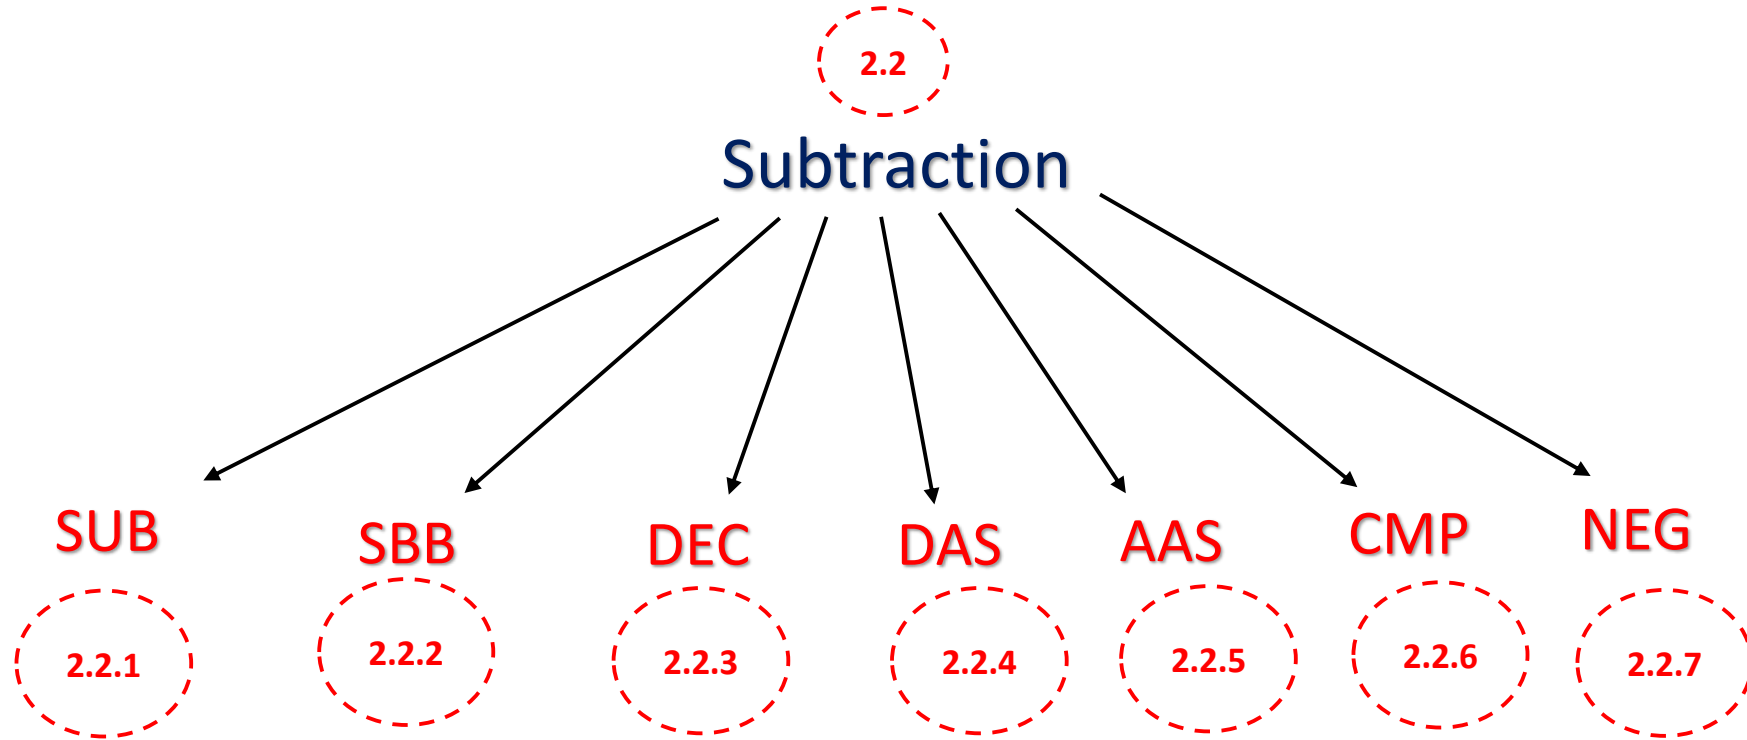 2.2
Subtraction
SUB
SBB
DEC
DAS
AAS
CMP
NEG
2.2.1
2.2.2
2.2.3
2.2.4
2.2.5
2.2.6
2.2.7